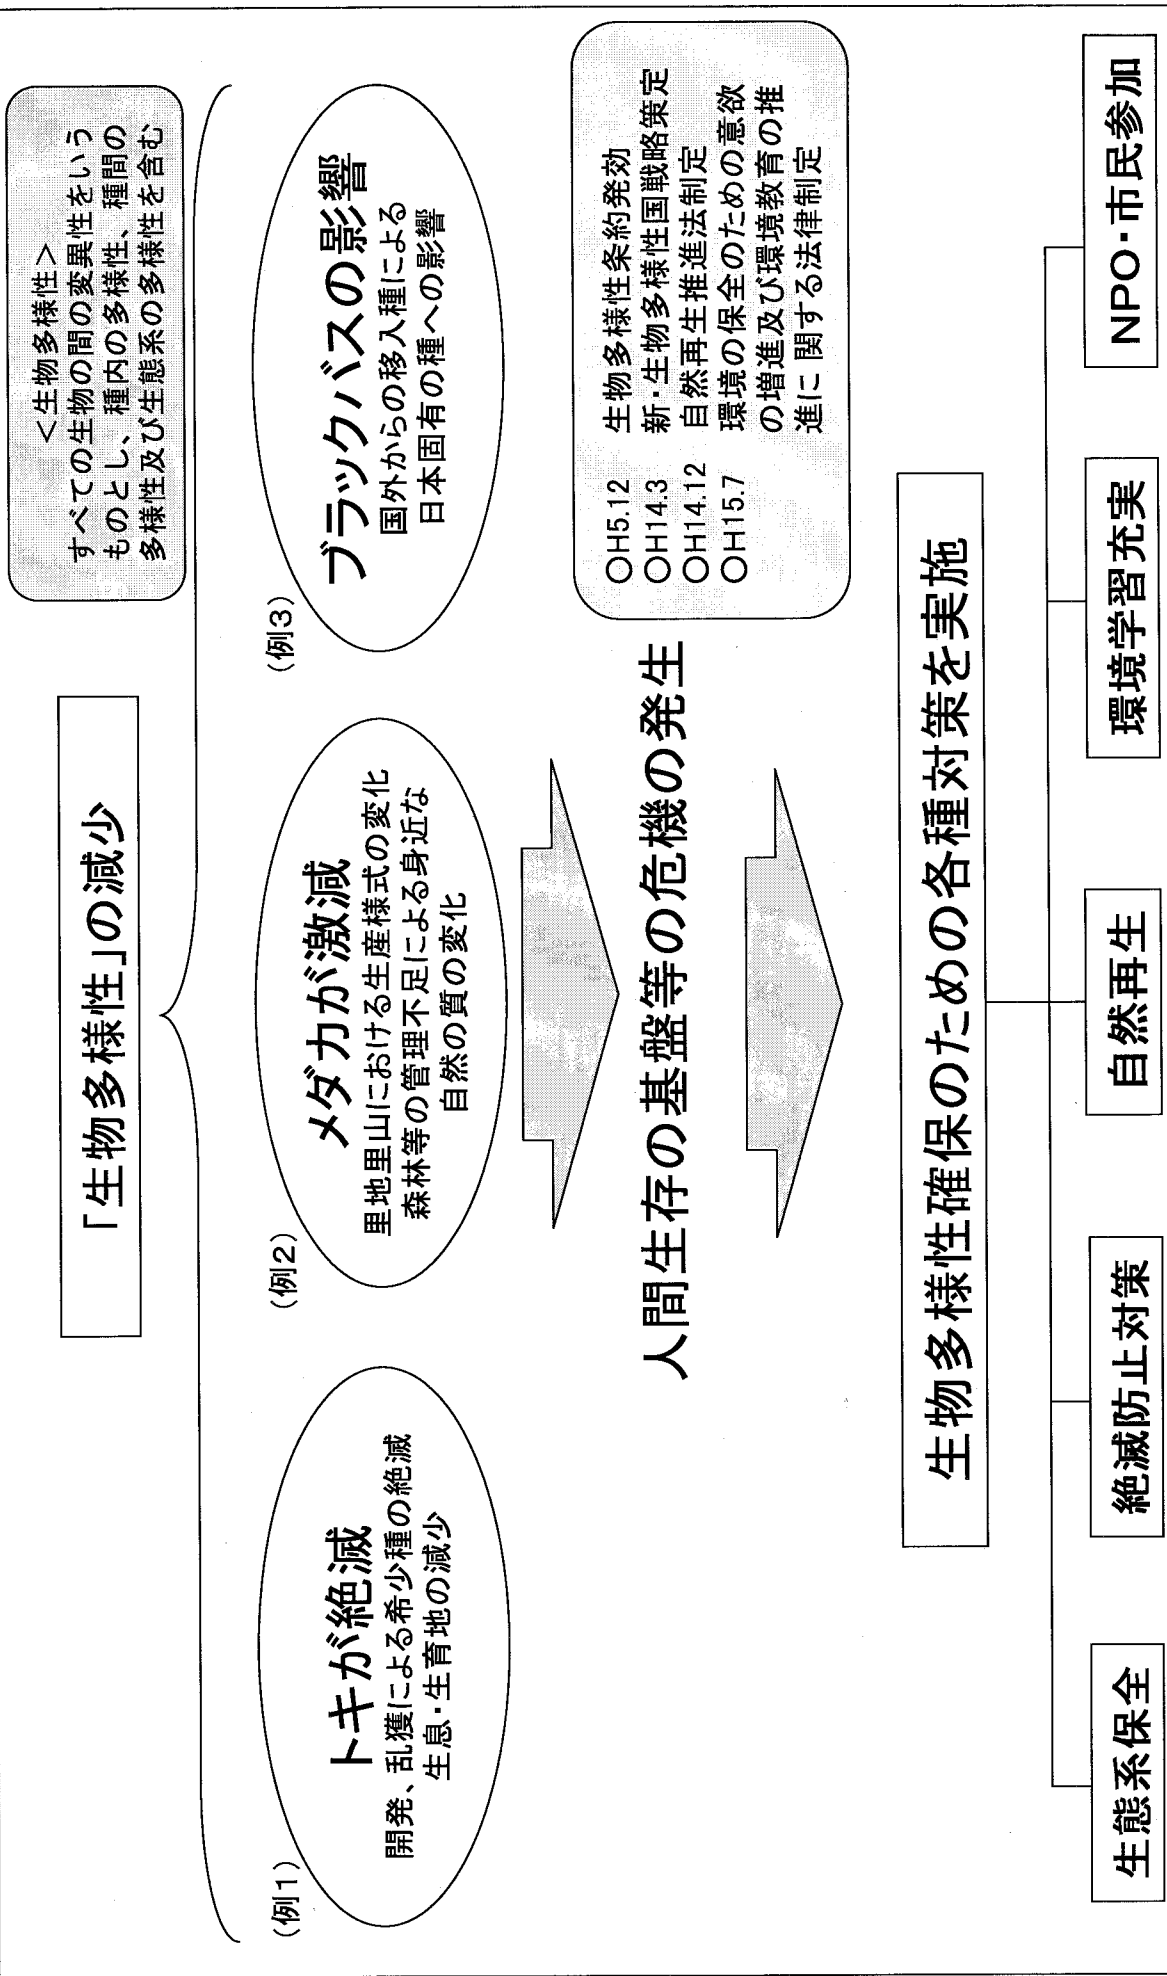 「生物多様性」の減少
＜生物多様性＞
すべての生物の間の変異性をいう
ものとし、種内の多様性、種間の
多様性及び生態系の多様性を含む
(例1)
トキが絶滅
開発、乱獲による希少種の絶滅
生息・生育地の減少
(例2)
メダカが激減
里地里山における生産様式の変化
森林等の管理不足による身近な
自然の質の変化
(例3)
ブラックバスの影響
国外からの移入種による
日本固有の種への影響
人間生存の基盤等の危機の発生
○H5.12 生物多様性条約発効
○H14.3 新・生物多様性国戦略策定
○H14.12 自然再生推進法制定
○H15.7 環境の保全のための意欲
の増進及び環境教育の推
進に 関する法律制定
生物多様性確保のための各種対策を実施
生態系保全
絶滅防止対策
自然再生
環境学習充実
NPO・市民参加